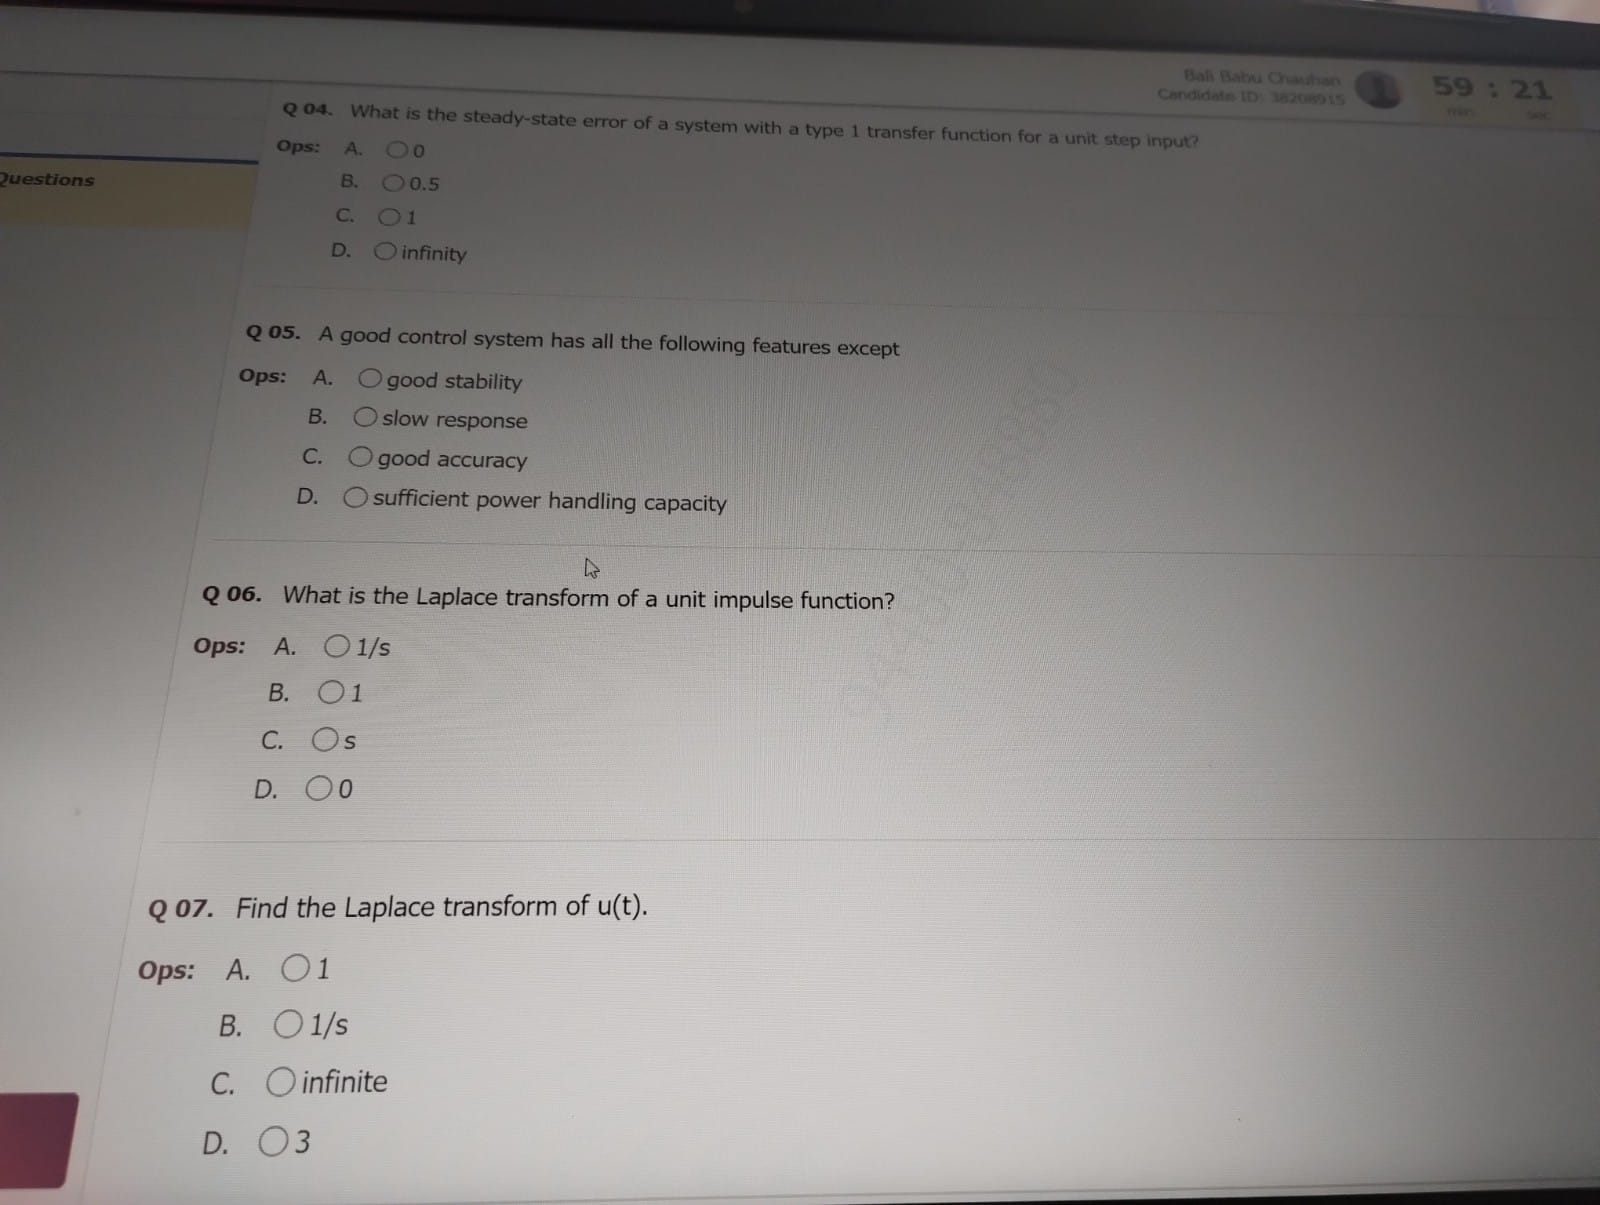 Bali Babu Chauhan
Candidate ID: 38208915
59 : 21
min sec
Questions
Q 04. What is the steady-state error of a system with a type 1 transfer function for a unit step input?
Ops: A. 0
B. 0.5
C. 1
D. infinity
Q 05. A good control system has all the following features except
Ops: A. good stability
B. slow response
C. good accuracy
D. sufficient power handling capacity
Q 06. What is the Laplace transform of a unit impulse function?
Ops: A. 1/s
B. 1
C. s
D. 0
Q 07. Find the Laplace transform of u(t).
Ops: A. 1
B. 1/s
C. infinite
D. 3